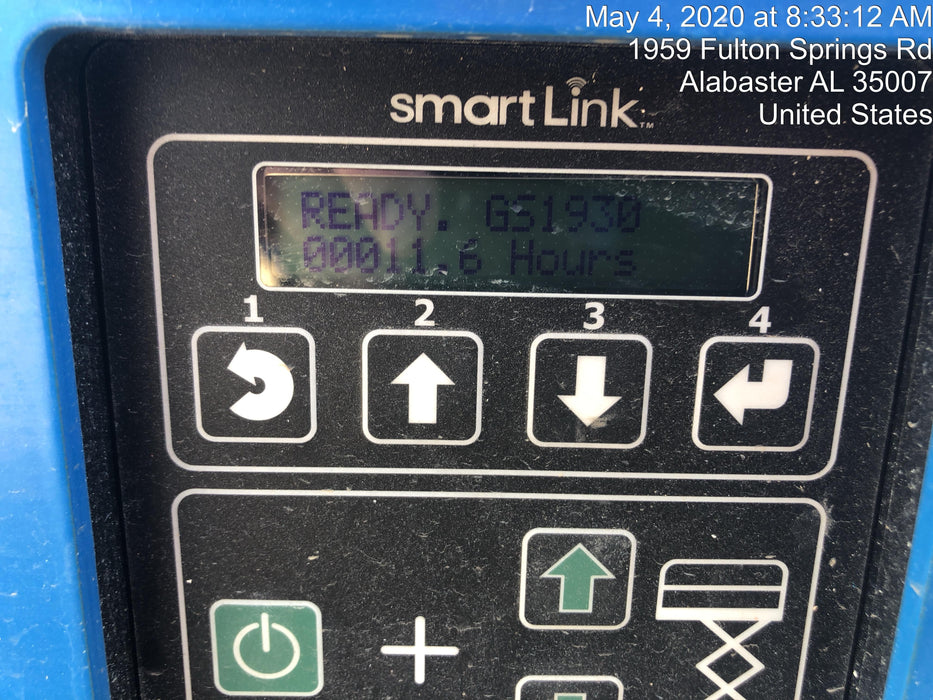 May 4, 2020 at 8:33:12 AM
1959 Fulton Springs Rd
Alabaster AL 35007
United States
smartLink™
READY. GS1930
00011.6 Hours
1 2 3 4